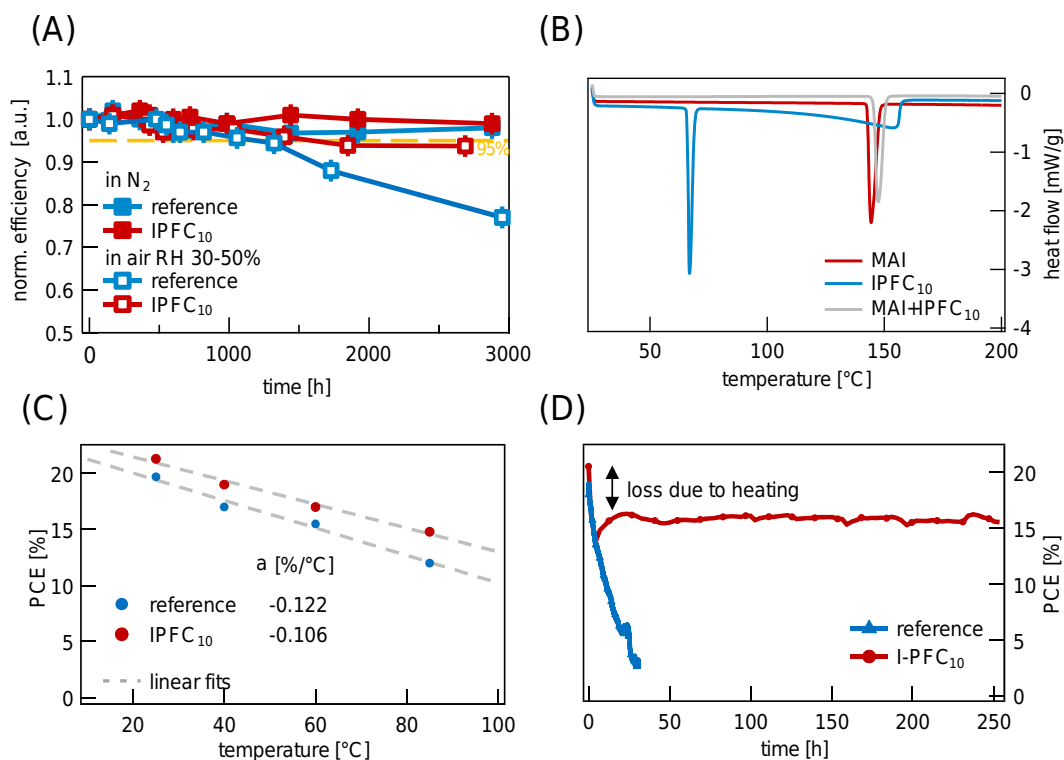 (A)
1.1
1.0
0.9
0.8
0.7
0.6
0.5
norm. efficiency [a.u.]
95%
in N2
reference
IPFC10
in air RH 30-50%
reference
IPFC10
0
1000
2000
3000
time [h]
(B)
0
-1
-2
-3
-4
heat flow [mW/g]
MAI
IPFC10
MAI+IPFC10
50
100
150
200
temperature [°C]
(C)
20
15
10
5
0
PCE [%]
a [%/°C]
reference -0.122
IPFC10 -0.106
linear fits
20
40
60
80
100
temperature [°C]
(D)
20
15
10
5
0
PCE [%]
loss due to heating
reference
I-PFC10
0
50
100
150
200
250
time [h]